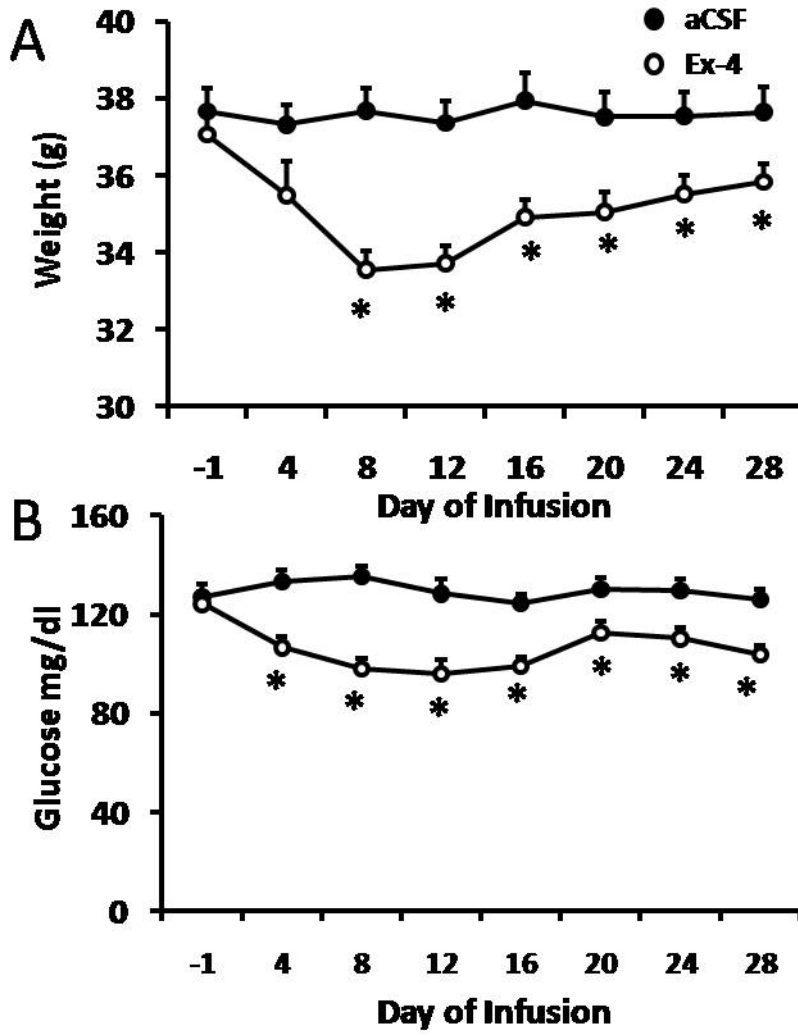 A
40
38
36
34
32
30
Weight (g)
aCSF
Ex-4
*
*
*
*
*
*
-1 4 8 12 16 20 24 28
Day of Infusion
B
160
120
80
40
0
Glucose mg/dl
*
*
*
*
*
*
*
-1 4 8 12 16 20 24 28
Day of Infusion